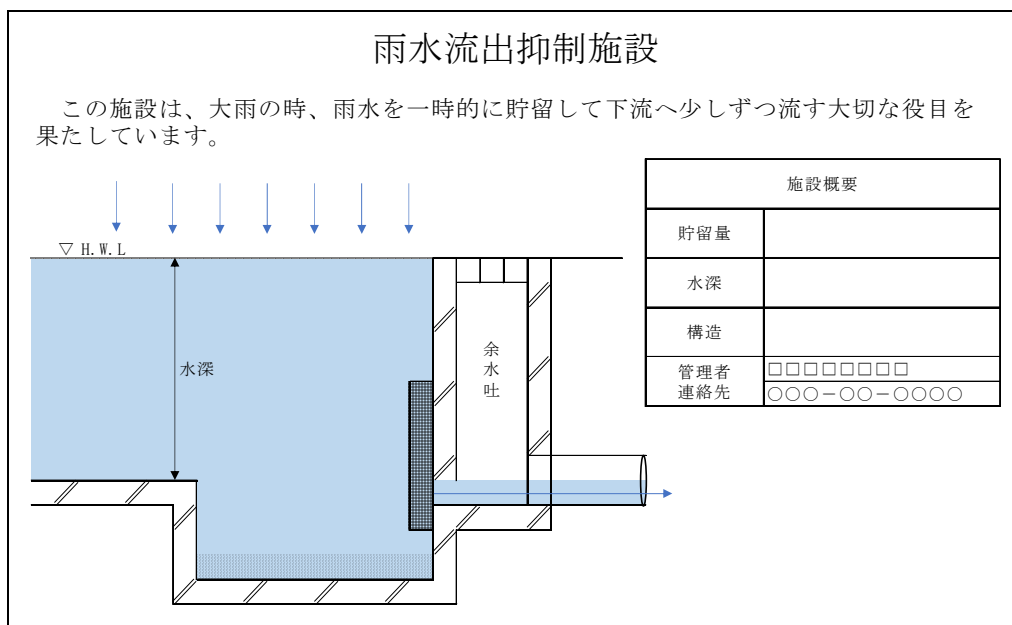 雨水流出抑制施設
この施設は、大雨の時、雨水を一時的に貯留して下流へ少しずつ流す大切な役目を
果たしています。
施設概要
貯留量
水深
構造
管理者
連絡先
□□□□□□□□
○○○－○○－○○○○
▽ H.W.L
水深
余水吐